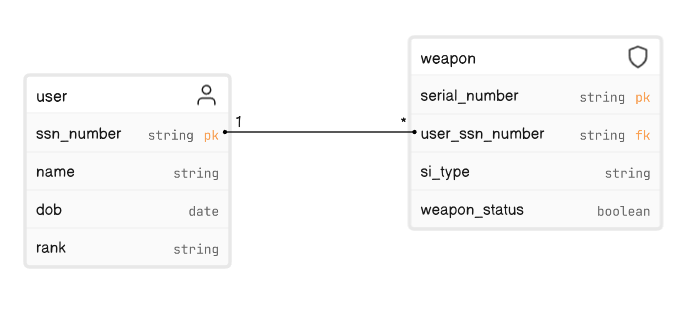 user
ssn_number string pk
name string
dob date
rank string
1
*
weapon
serial_number string pk
user_ssn_number string fk
si_type string
weapon_status boolean